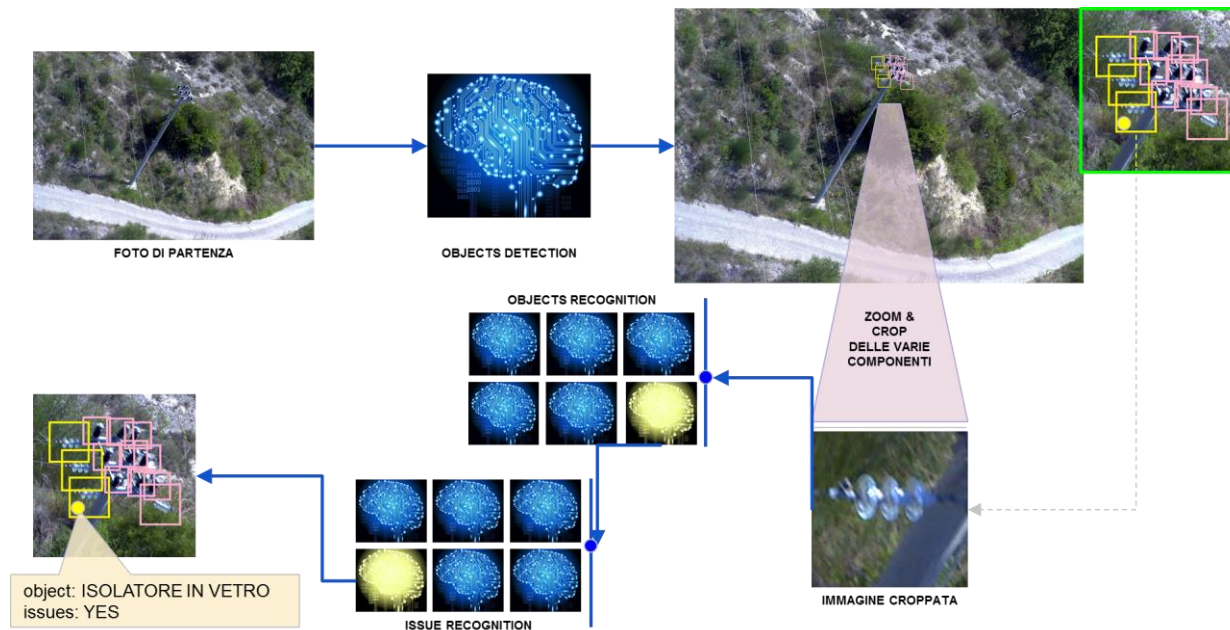 FOTO DI PARTENZA
OBJECTS DETECTION
OBJECTS RECOGNITION
ZOOM &
CROP
DELLE VARIE
COMPONENTI
object: ISOLATORE IN VETRO
issues: YES
IMMAGINE CROPPATA
ISSUE RECOGNITION